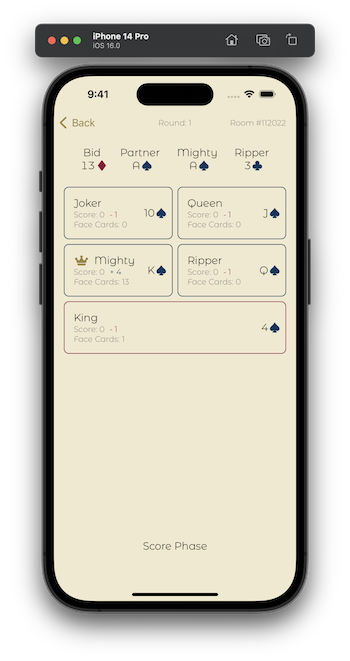 iPhone 14 Pro
iOS 16.0
9:41
Back Round: 1 Room #112022
Bid Partner Mighty Ripper
13♦ A♠ A♠ 3♣
Joker
Score: 0 -1
Face Cards: 0
10♠
Queen
Score: 0 -1
Face Cards: 0
J♠
Mighty
Score: 0 +4
Face Cards: 13
K♠
Ripper
Score: 0 -1
Face Cards: 0
Q♠
King
Score: 0 -1
Face Cards: 1
4♠
Score Phase